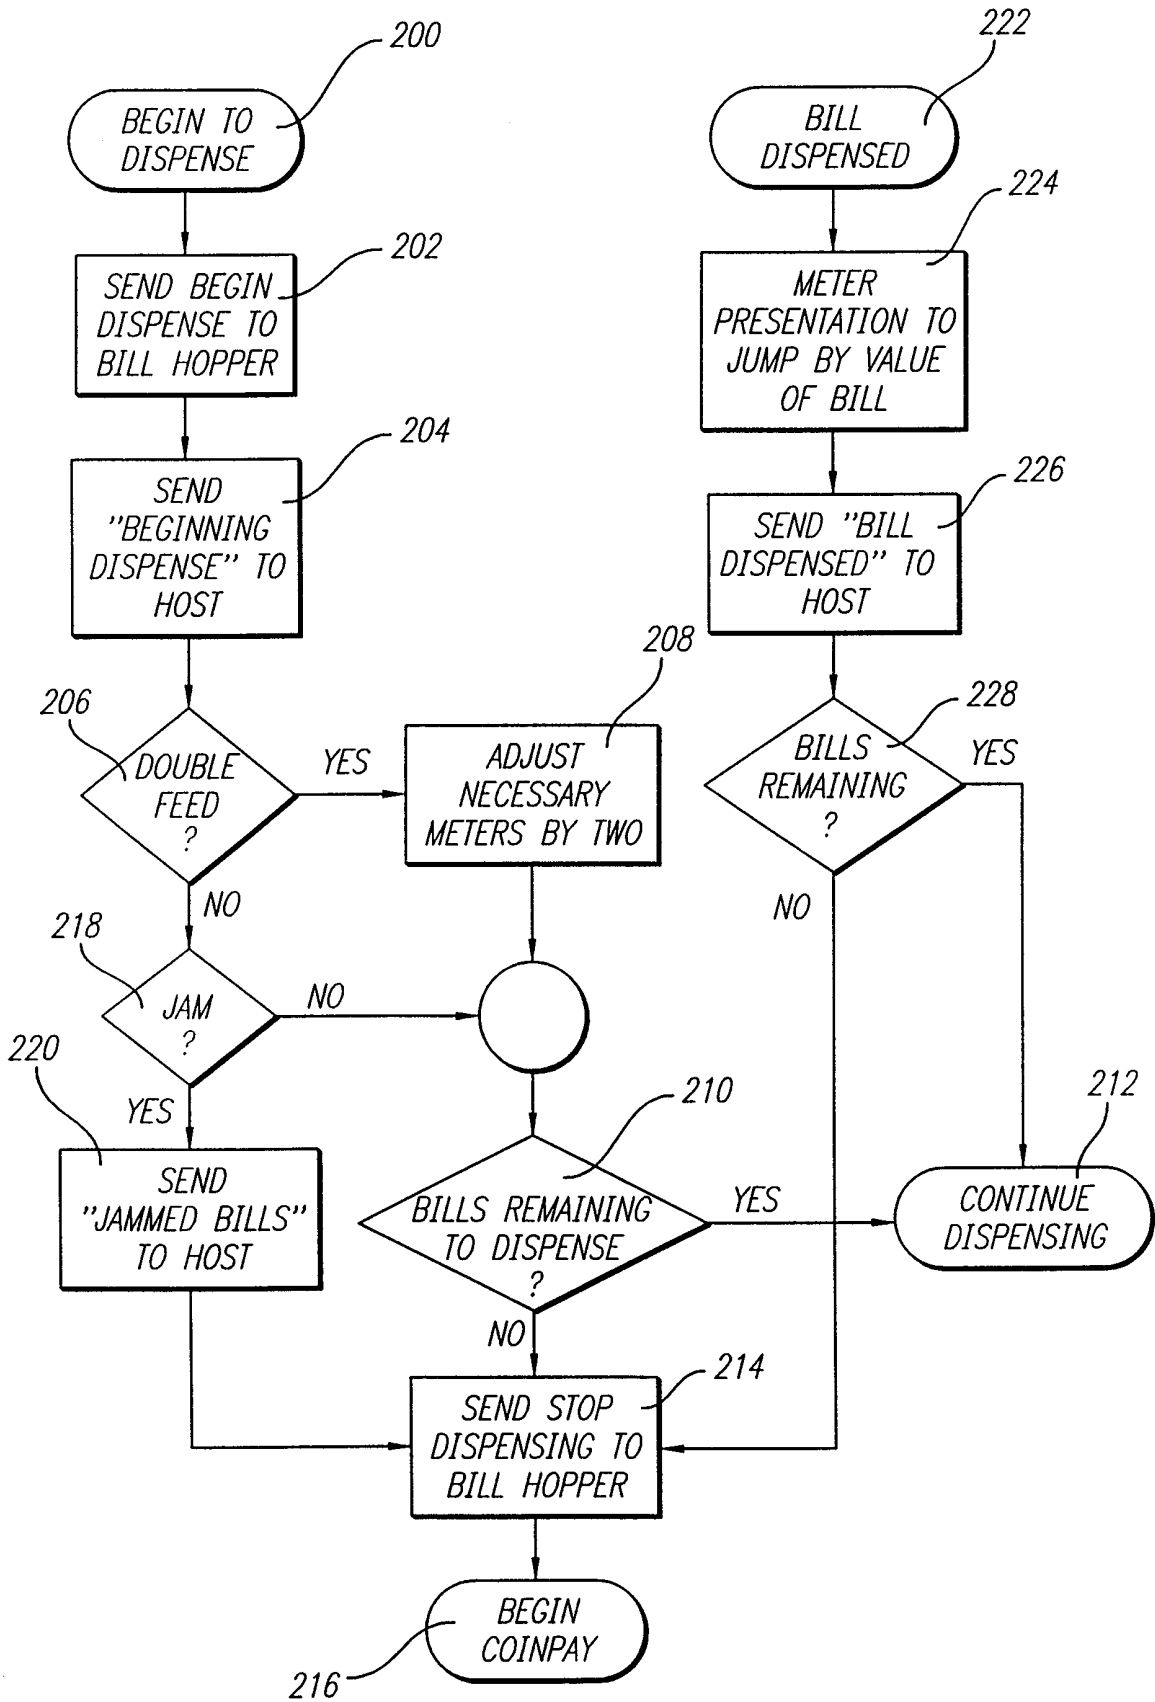 200
BEGIN TO
DISPENSE
202
SEND BEGIN
DISPENSE TO
BILL HOPPER
204
SEND
"BEGINNING
DISPENSE" TO
HOST
206
DOUBLE
FEED
?
YES
NO
208
ADJUST
NECESSARY
METERS BY TWO
218
JAM
?
NO
YES
220
SEND
"JAMMED BILLS"
TO HOST
210
BILLS REMAINING
TO DISPENSE
?
YES
NO
214
SEND STOP
DISPENSING TO
BILL HOPPER
BEGIN
COINPAY
216
222
BILL
DISPENSED
224
METER
PRESENTATION TO
JUMP BY VALUE
OF BILL
226
SEND "BILL
DISPENSED" TO
HOST
228
BILLS
REMAINING
?
YES
NO
212
CONTINUE
DISPENSING